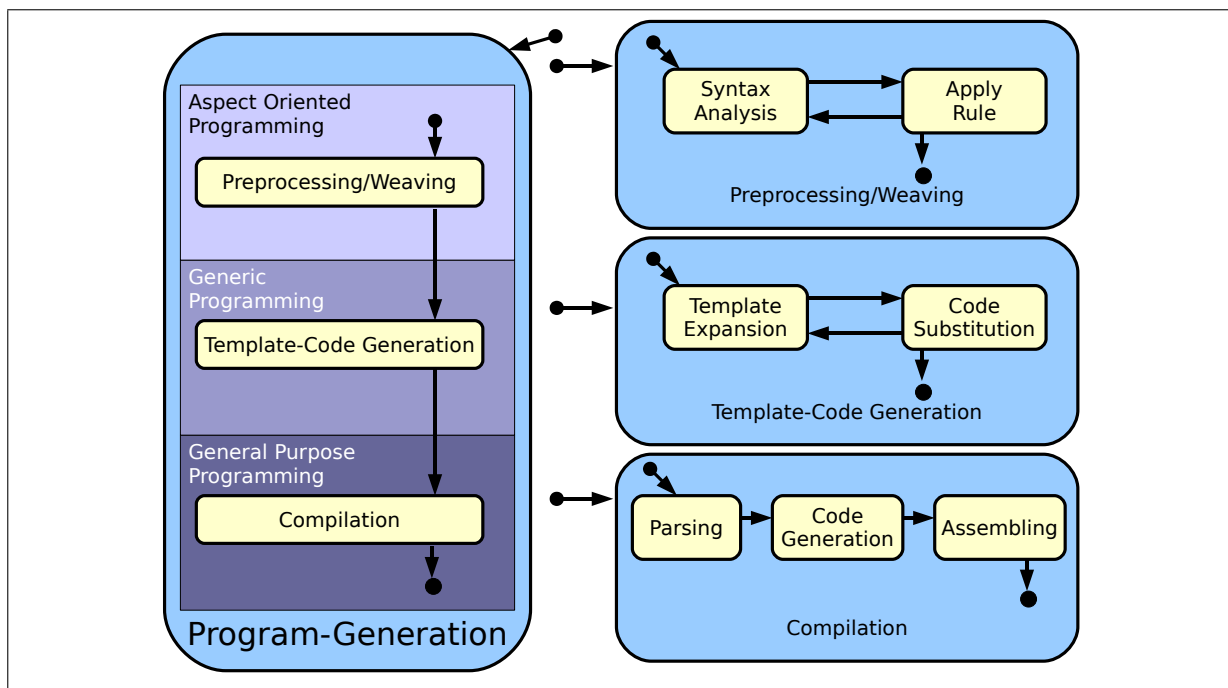 Aspect Oriented
Programming
Preprocessing/Weaving
Generic
Programming
Template-Code Generation
General Purpose
Programming
Compilation
Program-Generation
Syntax
Analysis
Apply
Rule
Preprocessing/Weaving
Template
Expansion
Code
Substitution
Template-Code Generation
Parsing
Code
Generation
Assembling
Compilation